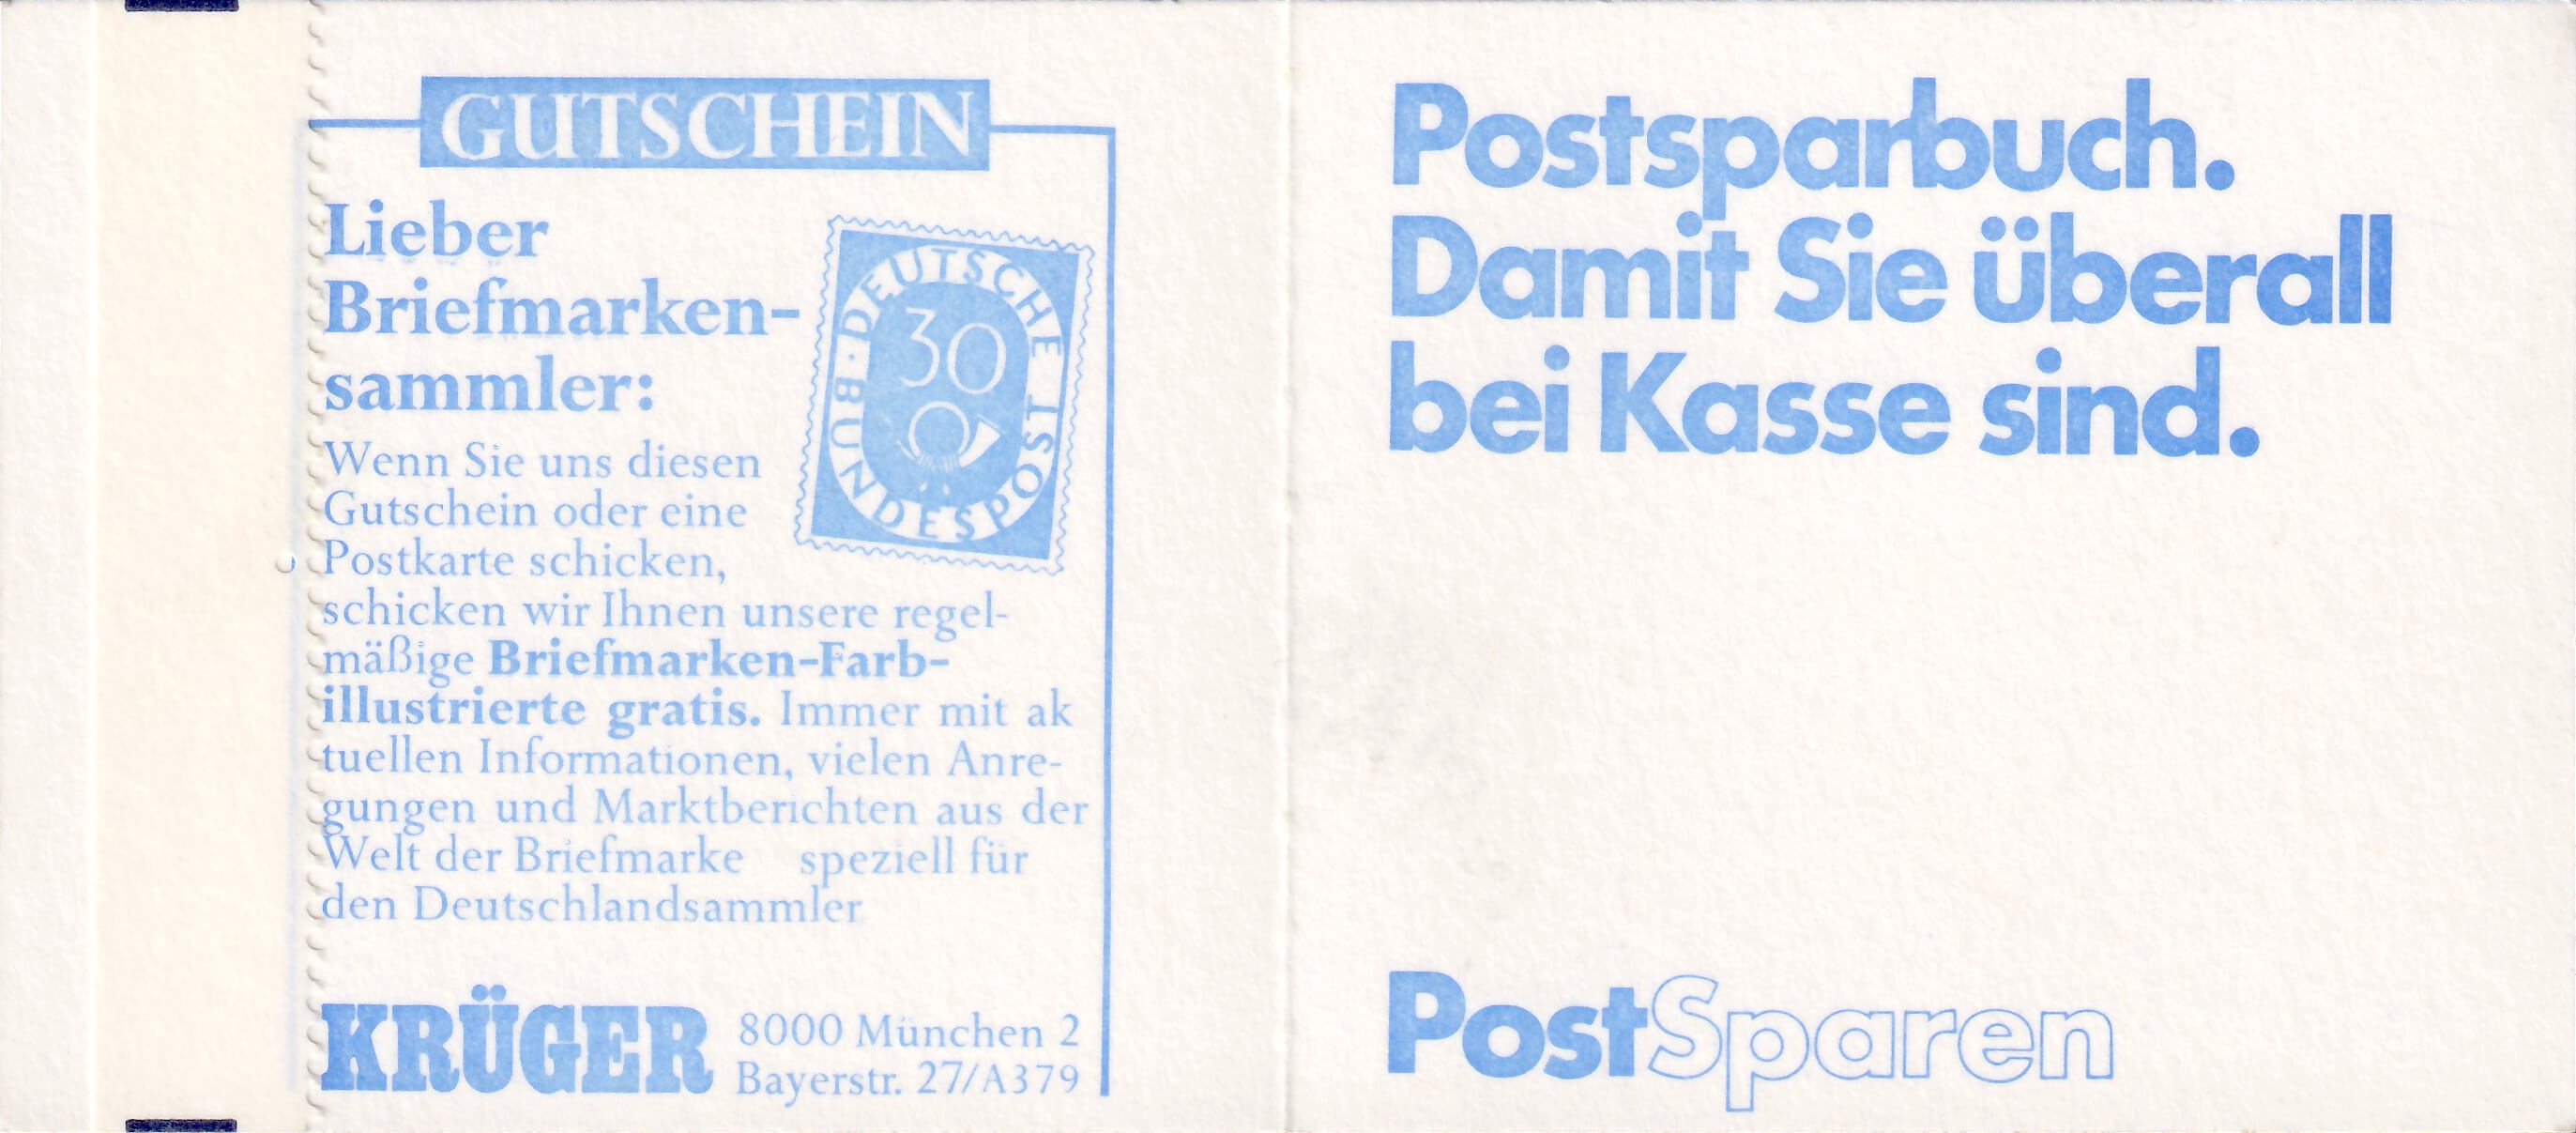 GUTSCHEIN
Lieber
Briefmarken-
sammler:
DEUTSCHE BUNDESPOST
30
Wenn Sie uns diesen
Gutschein oder eine
Postkarte schicken,
schicken wir Ihnen unsere regel-
mäßige Briefmarken-Farb-
illustrierte gratis. Immer mit ak
tuellen Informationen, vielen Anre-
gungen und Marktberichten aus der
Welt der Briefmarke speziell für
den Deutschlandsammler
KRÜGER
8000 München 2
Bayerstr. 27/A379
Postsparbuch.
Damit Sie überall
bei Kasse sind.
PostSparen